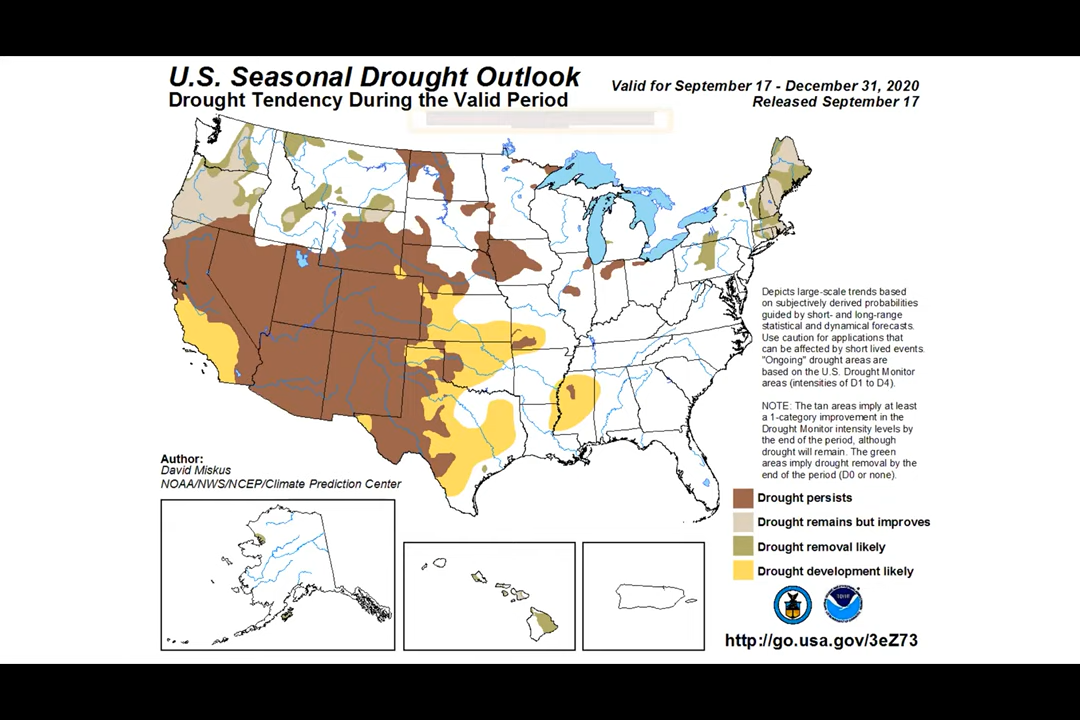 U.S. Seasonal Drought Outlook
Drought Tendency During the Valid Period
Valid for September 17 - December 31, 2020
Released September 17
Depicts large-scale trends based
on subjectively derived probabilities
guided by short- and long-range
statistical and dynamical forecasts.
Use caution for applications that
can be affected by short lived events.
"Ongoing" drought areas are
based on the U.S. Drought Monitor
areas (intensities of D1 to D4).
NOTE: The tan areas imply at least
a 1-category improvement in the
Drought Monitor intensity levels by
the end of the period, although
drought will remain. The green
areas imply drought removal by the
end of the period (D0 or none).
Author:
David Miskus
NOAA/NWS/NCEP/Climate Prediction Center
Drought persists
Drought remains but improves
Drought removal likely
Drought development likely
http://go.usa.gov/3eZ73